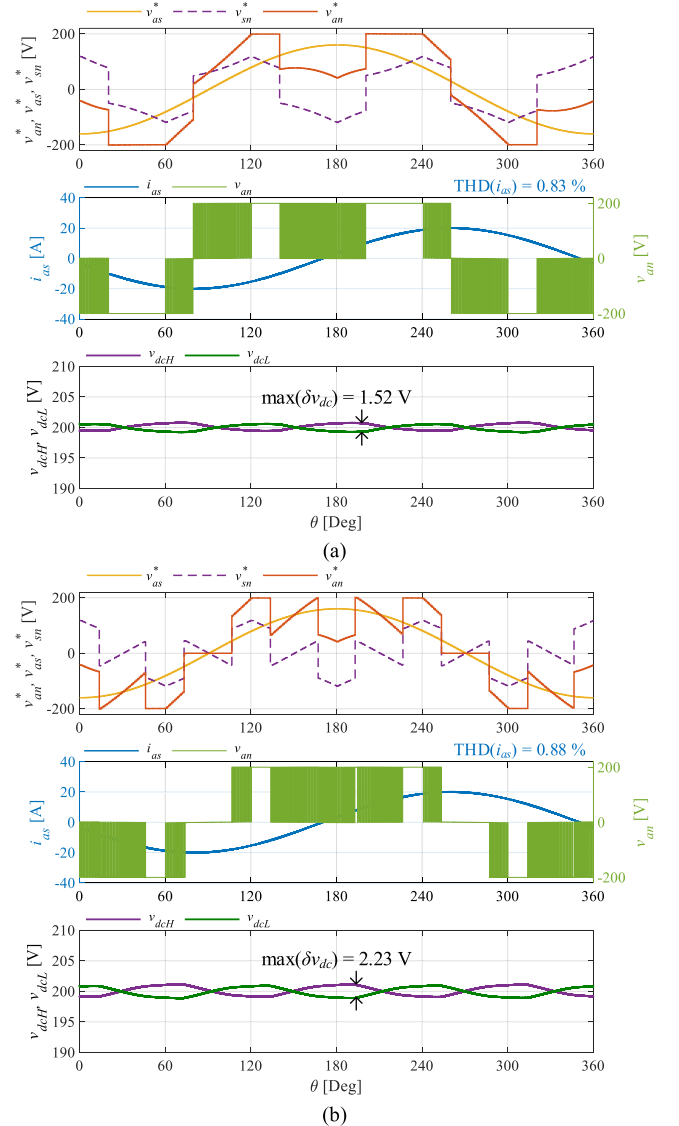 v*as v*sn v*an
v*an, v*as, v*sn [V]
200
0
-200
0 60 120 180 240 300 360
θ [Deg]
ias van THD(ias) = 0.83 %
ias [A]
40
20
0
-20
-40
van [V]
200
0
-200
0 60 120 180 240 300 360
vdcH vdcL
vdcH, vdcL [V]
210
205
200
195
190
max(δvdc) = 1.52 V
0 60 120 180 240 300 360
θ [Deg]
(a)
v*as v*sn v*an
v*an, v*as, v*sn [V]
200
0
-200
0 60 120 180 240 300 360
ias van THD(ias) = 0.88 %
ias [A]
40
20
0
-20
-40
van [V]
200
0
-200
0 60 120 180 240 300 360
vdcH vdcL
vdcH, vdcL [V]
210
205
200
195
190
max(δvdc) = 2.23 V
0 60 120 180 240 300 360
θ [Deg]
(b)